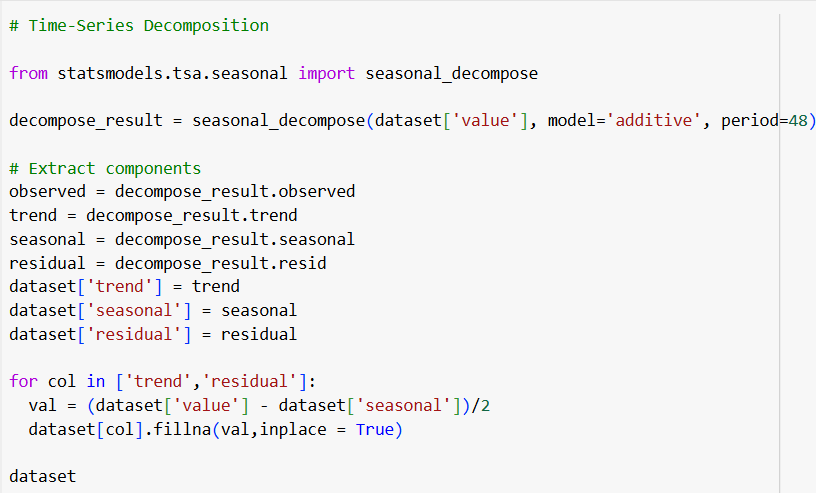 # Time-Series Decomposition
from statsmodels.tsa.seasonal import seasonal_decompose
decompose_result = seasonal_decompose(dataset['value'], model='additive', period=48)
# Extract components
observed = decompose_result.observed
trend = decompose_result.trend
seasonal = decompose_result.seasonal
residual = decompose_result.resid
dataset['trend'] = trend
dataset['seasonal'] = seasonal
dataset['residual'] = residual
for col in ['trend','residual']:
  val = (dataset['value'] - dataset['seasonal'])/2
  dataset[col].fillna(val,inplace = True)
dataset